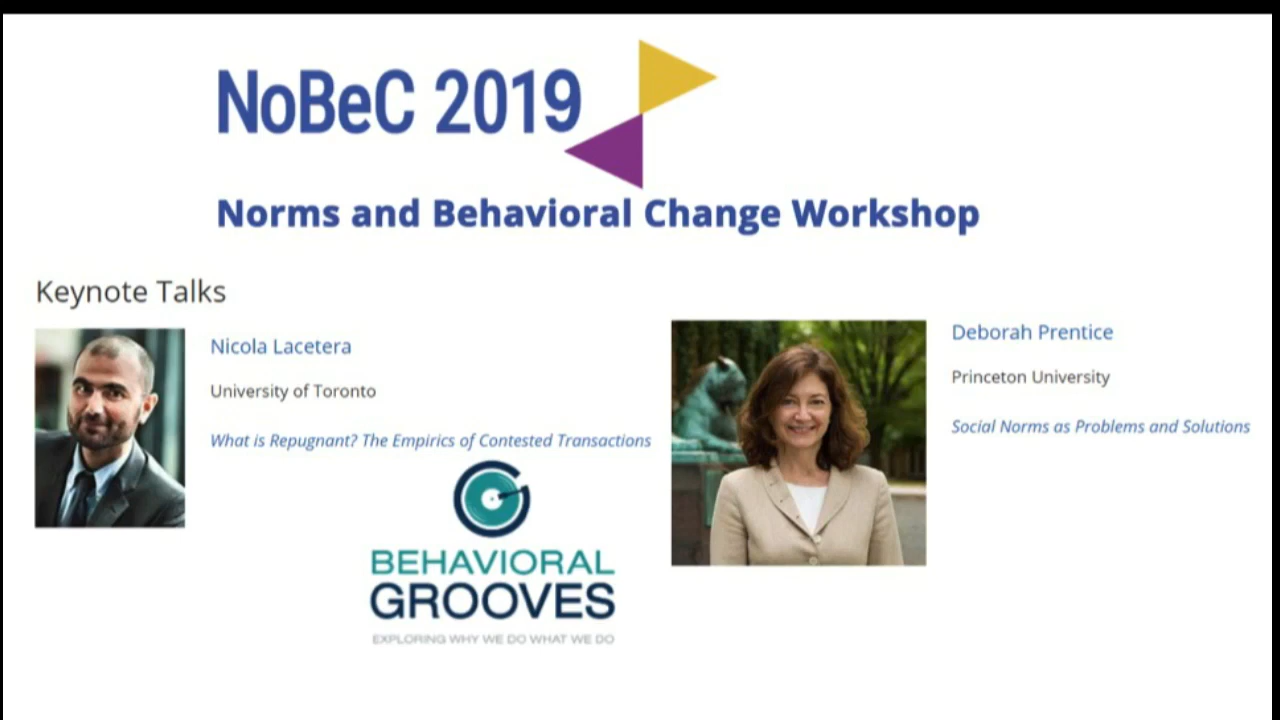 NoBeC 2019
Norms and Behavioral Change Workshop
Keynote Talks
Nicola Lacetera
University of Toronto
What is Repugnant? The Empirics of Contested Transactions
Deborah Prentice
Princeton University
Social Norms as Problems and Solutions
BEHAVIORAL
GROOVES
EXPLORING WHY WE DO WHAT WE DO